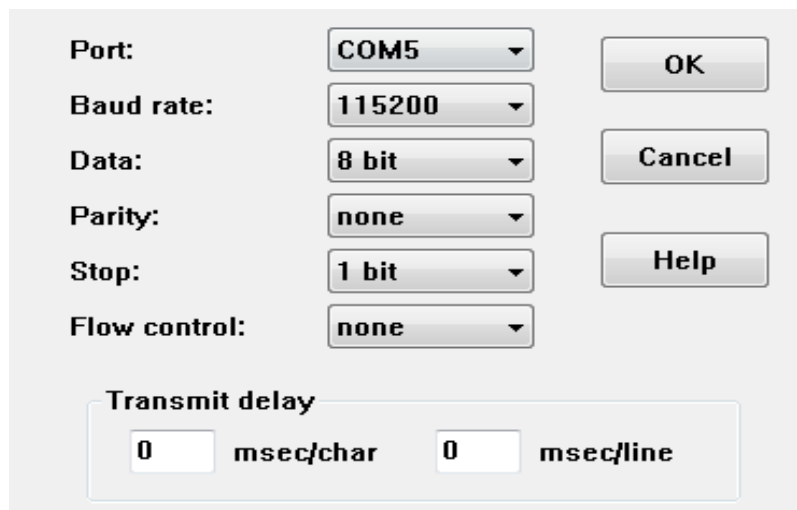 Port: COM5 OK
Baud rate: 115200
Data: 8 bit Cancel
Parity: none
Stop: 1 bit Help
Flow control: none
Transmit delay
0 msec/char 0 msec/line